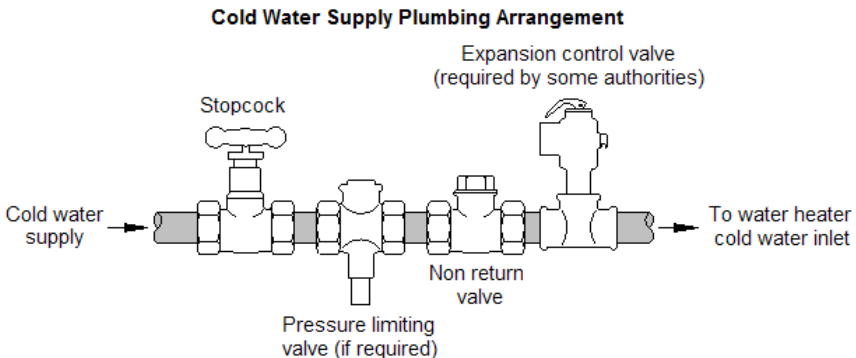 Cold Water Supply Plumbing Arrangement
Expansion control valve
(required by some authorities)
Stopcock
Cold water
supply
To water heater
cold water inlet
Non return
valve
Pressure limiting
valve (if required)